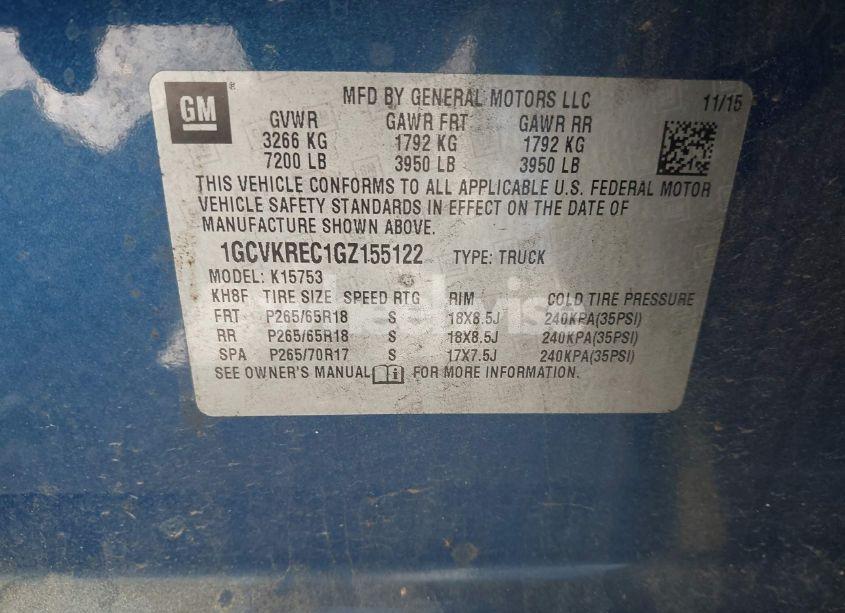 GM ® MFD BY GENERAL MOTORS LLC 11/15
GVWR GAWR FRT GAWR RR
3266 KG 1792 KG 1792 KG
7200 LB 3950 LB 3950 LB
THIS VEHICLE CONFORMS TO ALL APPLICABLE U.S. FEDERAL MOTOR
VEHICLE SAFETY STANDARDS IN EFFECT ON THE DATE OF
MANUFACTURE SHOWN ABOVE.
1GCVKREC1GZ155122 TYPE: TRUCK
MODEL: K15753
KH8F TIRE SIZE SPEED RTG RIM COLD TIRE PRESSURE
FRT P265/65R18 S 18X8.5J 240KPA(35PSI)
RR P265/65R18 S 18X8.5J 240KPA(35PSI)
SPA P265/70R17 S 17X7.5J 240KPA(35PSI)
SEE OWNER'S MANUAL FOR MORE INFORMATION.